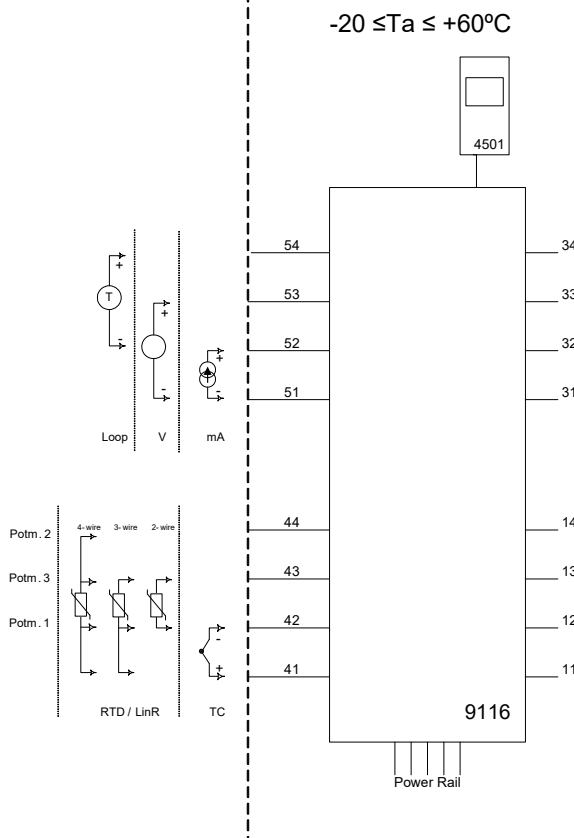 -20 ≤Ta ≤ +60ºC
4501
54
34
+
53
33
T
+
-
52
32
+
-
-
51
31
Loop
V
mA
4-wire
3-wire
2-wire
Potm. 2
44
14
Potm. 3
43
13
Potm. 1
42
12
-
+
41
11
RTD / LinR
TC
9116
Power Rail